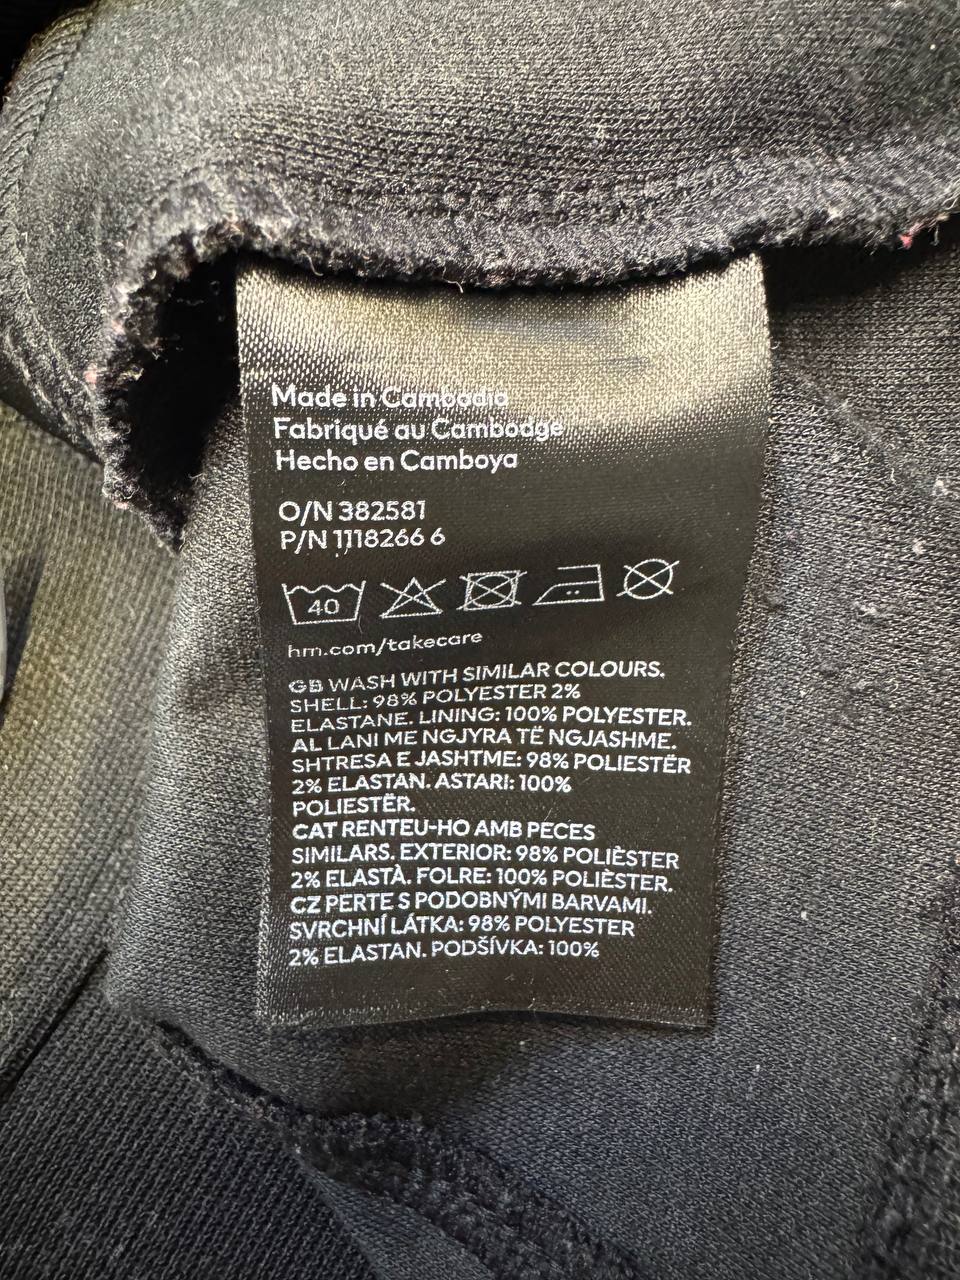 Made in Cambodia
Fabriqué au Cambodge
Hecho en Camboya
O/N 382581
P/N 1118266 6
40
hm.com/takecare
GB WASH WITH SIMILAR COLOURS.
SHELL: 98% POLYESTER 2%
ELASTANE. LINING: 100% POLYESTER.
AL LANI ME NGJYRA TË NGJASHME.
SHTRESA E JASHTME: 98% POLIESTËR
2% ELASTAN. ASTARI: 100%
POLIESTËR.
CAT RENTEU-HO AMB PECES
SIMILARS. EXTERIOR: 98% POLIÈSTER
2% ELASTÀ. FOLRE: 100% POLIÈSTER.
CZ PERTE S PODOBNÝMI BARVAMI.
SVRCHNÍ LÁTKA: 98% POLYESTER
2% ELASTAN. PODŠÍVKA: 100%